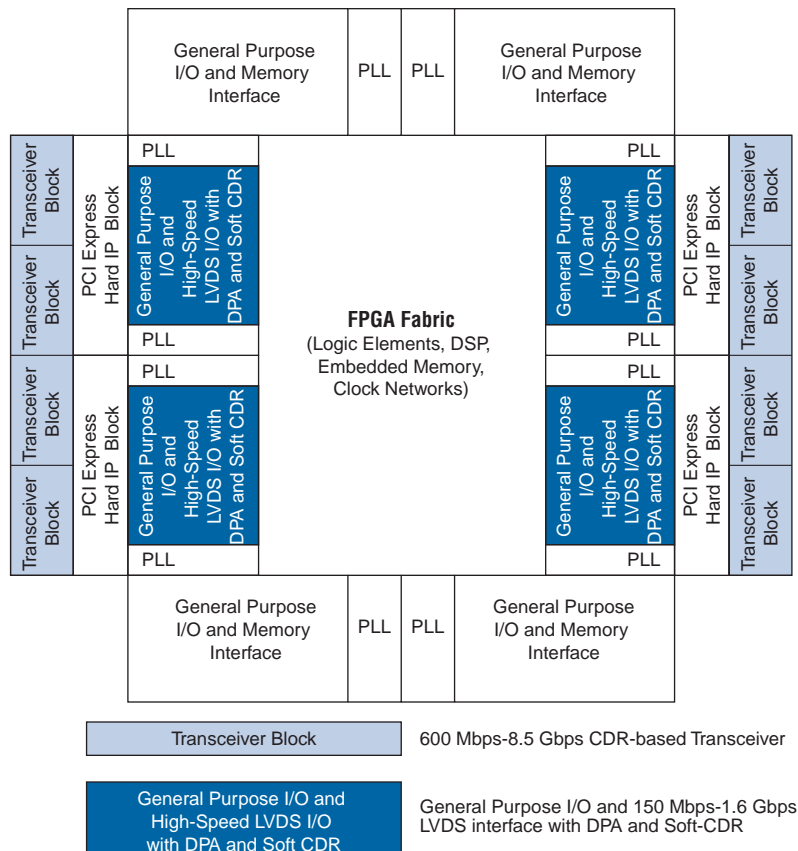 General Purpose
I/O and Memory
Interface
PLL
PLL
General Purpose
I/O and Memory
Interface
Transceiver
Block
Transceiver
Block
Transceiver
Block
Transceiver
Block
PCI Express
Hard IP Block
PCI Express
Hard IP Block
PLL
General Purpose
I/O and
High-Speed
LVDS I/O with
DPA and Soft CDR
PLL
PLL
General Purpose
I/O and
High-Speed
LVDS I/O with
DPA and Soft CDR
PLL
FPGA Fabric
(Logic Elements, DSP,
Embedded Memory,
Clock Networks)
PLL
General Purpose
I/O and
High-Speed
LVDS I/O with
DPA and Soft CDR
PLL
PLL
General Purpose
I/O and
High-Speed
LVDS I/O with
DPA and Soft CDR
PLL
PCI Express
Hard IP Block
PCI Express
Hard IP Block
Transceiver
Block
Transceiver
Block
Transceiver
Block
Transceiver
Block
General Purpose
I/O and Memory
Interface
PLL
PLL
General Purpose
I/O and Memory
Interface
Transceiver Block
600 Mbps-8.5 Gbps CDR-based Transceiver
General Purpose I/O and
High-Speed LVDS I/O
with DPA and Soft CDR
General Purpose I/O and 150 Mbps-1.6 Gbps
LVDS interface with DPA and Soft-CDR